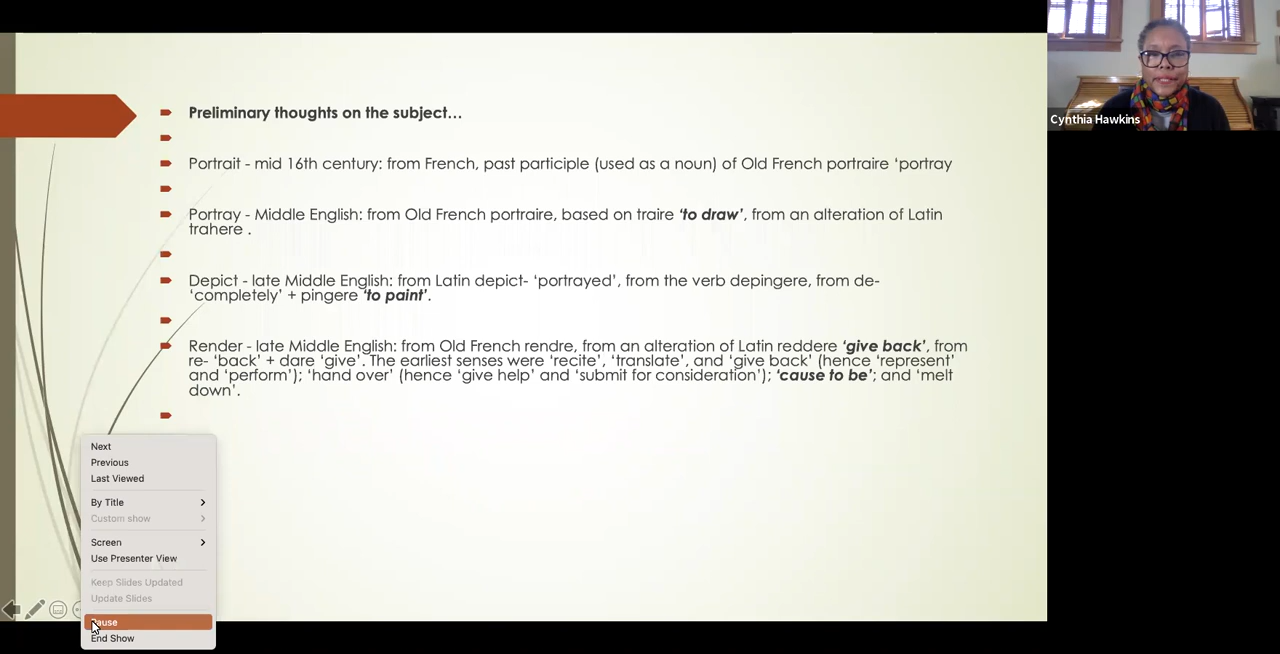 Preliminary thoughts on the subject…
Portrait - mid 16th century: from French, past participle (used as a noun) of Old French portraire ‘portray
Portray - Middle English: from Old French portraire, based on traire ‘to draw’, from an alteration of Latin
trahere .
Depict - late Middle English: from Latin depict- ‘portrayed’, from the verb depingere, from de-
‘completely’ + pingere ‘to paint’.
Render - late Middle English: from Old French rendre, from an alteration of Latin reddere ‘give back’, from
re- ‘back’ + dare ‘give’. The earliest senses were ‘recite’, ‘translate’, and ‘give back’ (hence ‘represent’
and ‘perform’); ‘hand over’ (hence ‘give help’ and ‘submit for consideration’); ‘cause to be’; and ‘melt
down’.
Next
Previous
Last Viewed
By Title
Custom show
Screen
Use Presenter View
Keep Slides Updated
Update Slides
Pause
End Show
Cynthia Hawkins